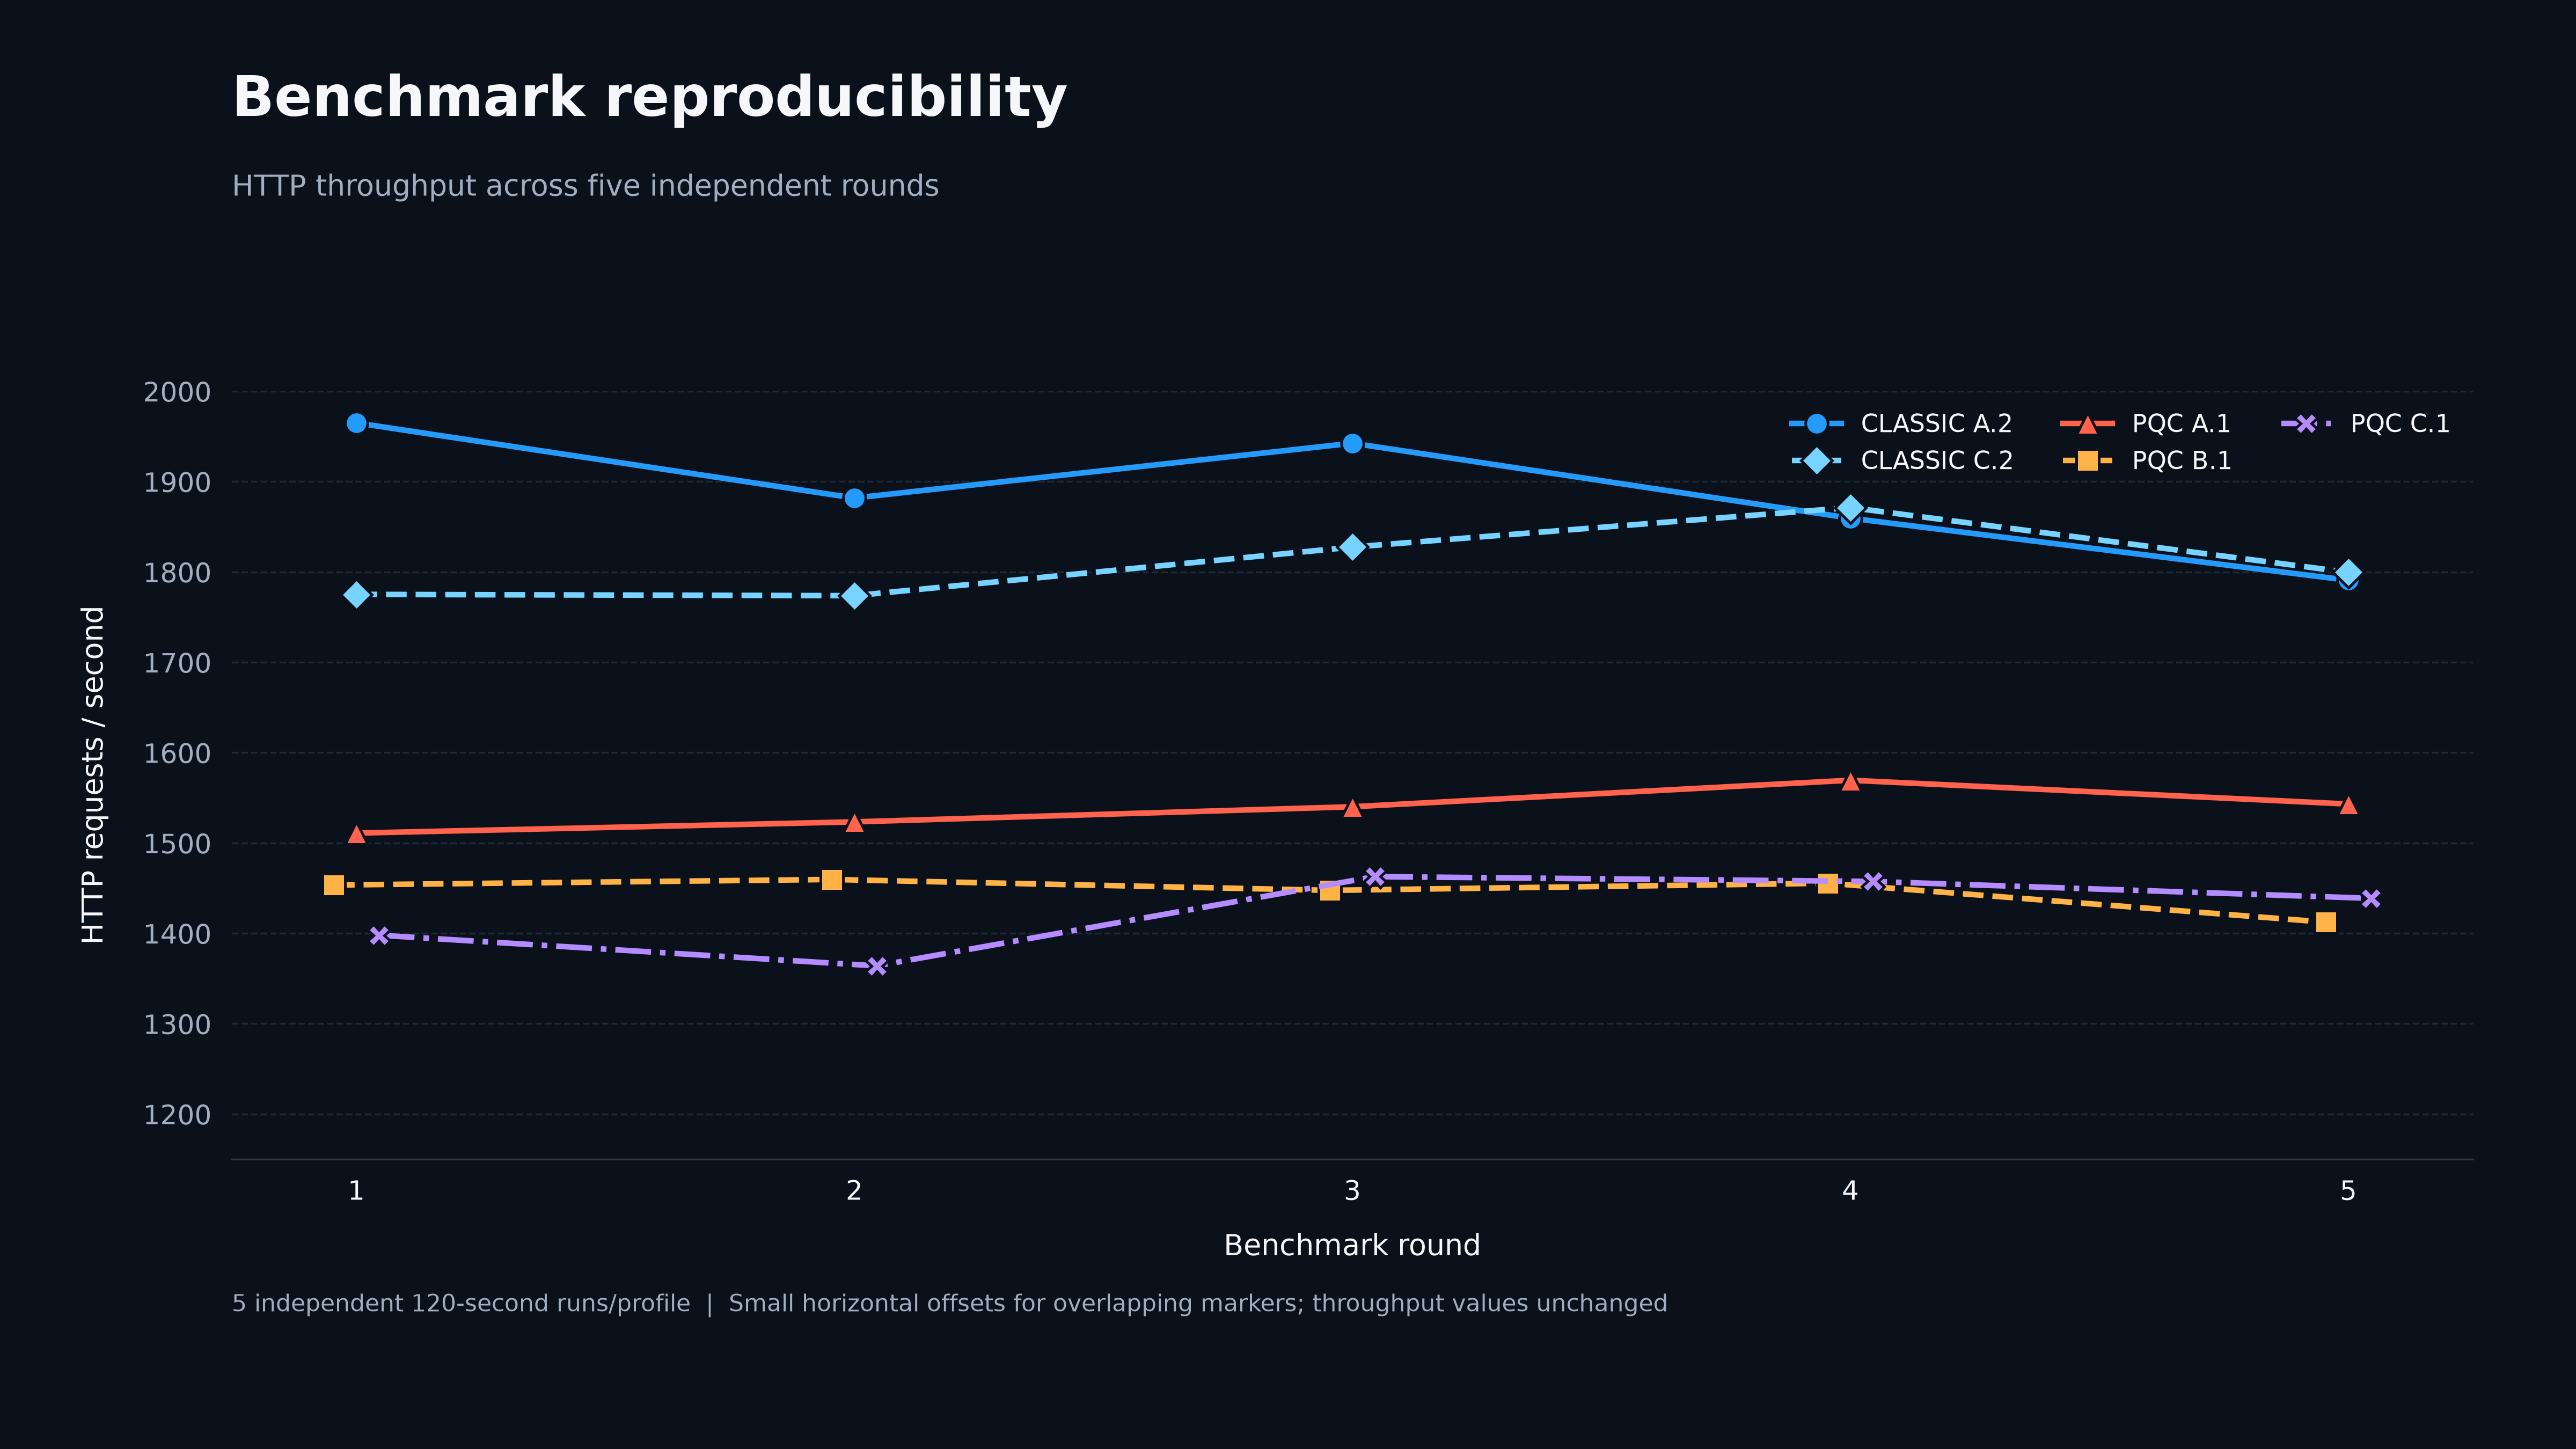 Benchmark reproducibility
HTTP throughput across five independent rounds
2000
1900
1800
1700
1600
1500
1400
1300
1200
HTTP requests / second
CLASSIC A.2
CLASSIC C.2
PQC A.1
PQC B.1
PQC C.1
1 2 3 4 5
Benchmark round
5 independent 120-second runs/profile | Small horizontal offsets for overlapping markers; throughput values unchanged